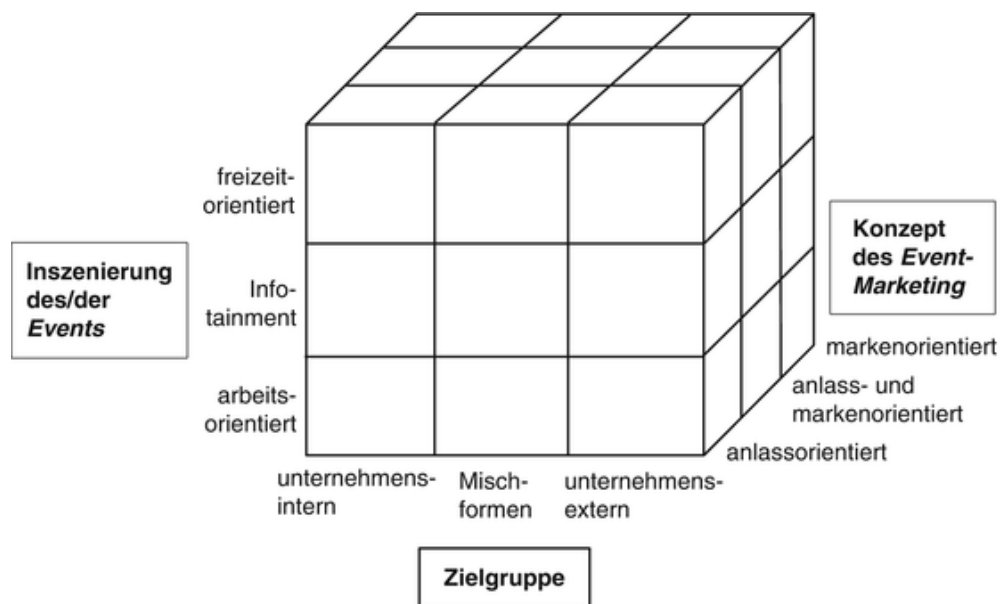 freizeit-
orientiert
Inszenierung
des/der
Events
Info-
tainment
arbeits-
orientiert
Konzept
des Event-
Marketing
markenorientiert
anlass- und
markenorientiert
anlassorientiert
unternehmens-
intern
Misch-
formen
unternehmens-
extern
Zielgruppe